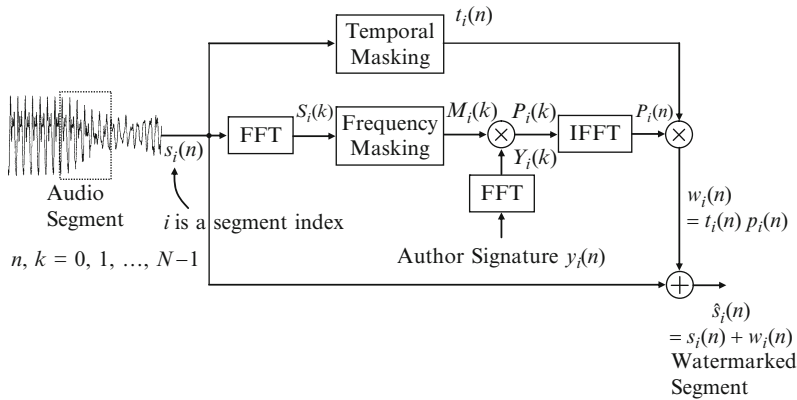 t_i(n)
Temporal
Masking
S_i(k)
M_i(k)
P_i(k)
P_i(n)
FFT
Frequency
Masking
IFFT
s_i(n)
Y_i(k)
FFT
Audio
Segment
i is a segment index
w_i(n)
= t_i(n) p_i(n)
n, k = 0, 1, ..., N–1
Author Signature y_i(n)
ŝ_i(n)
= s_i(n) + w_i(n)
Watermarked
Segment